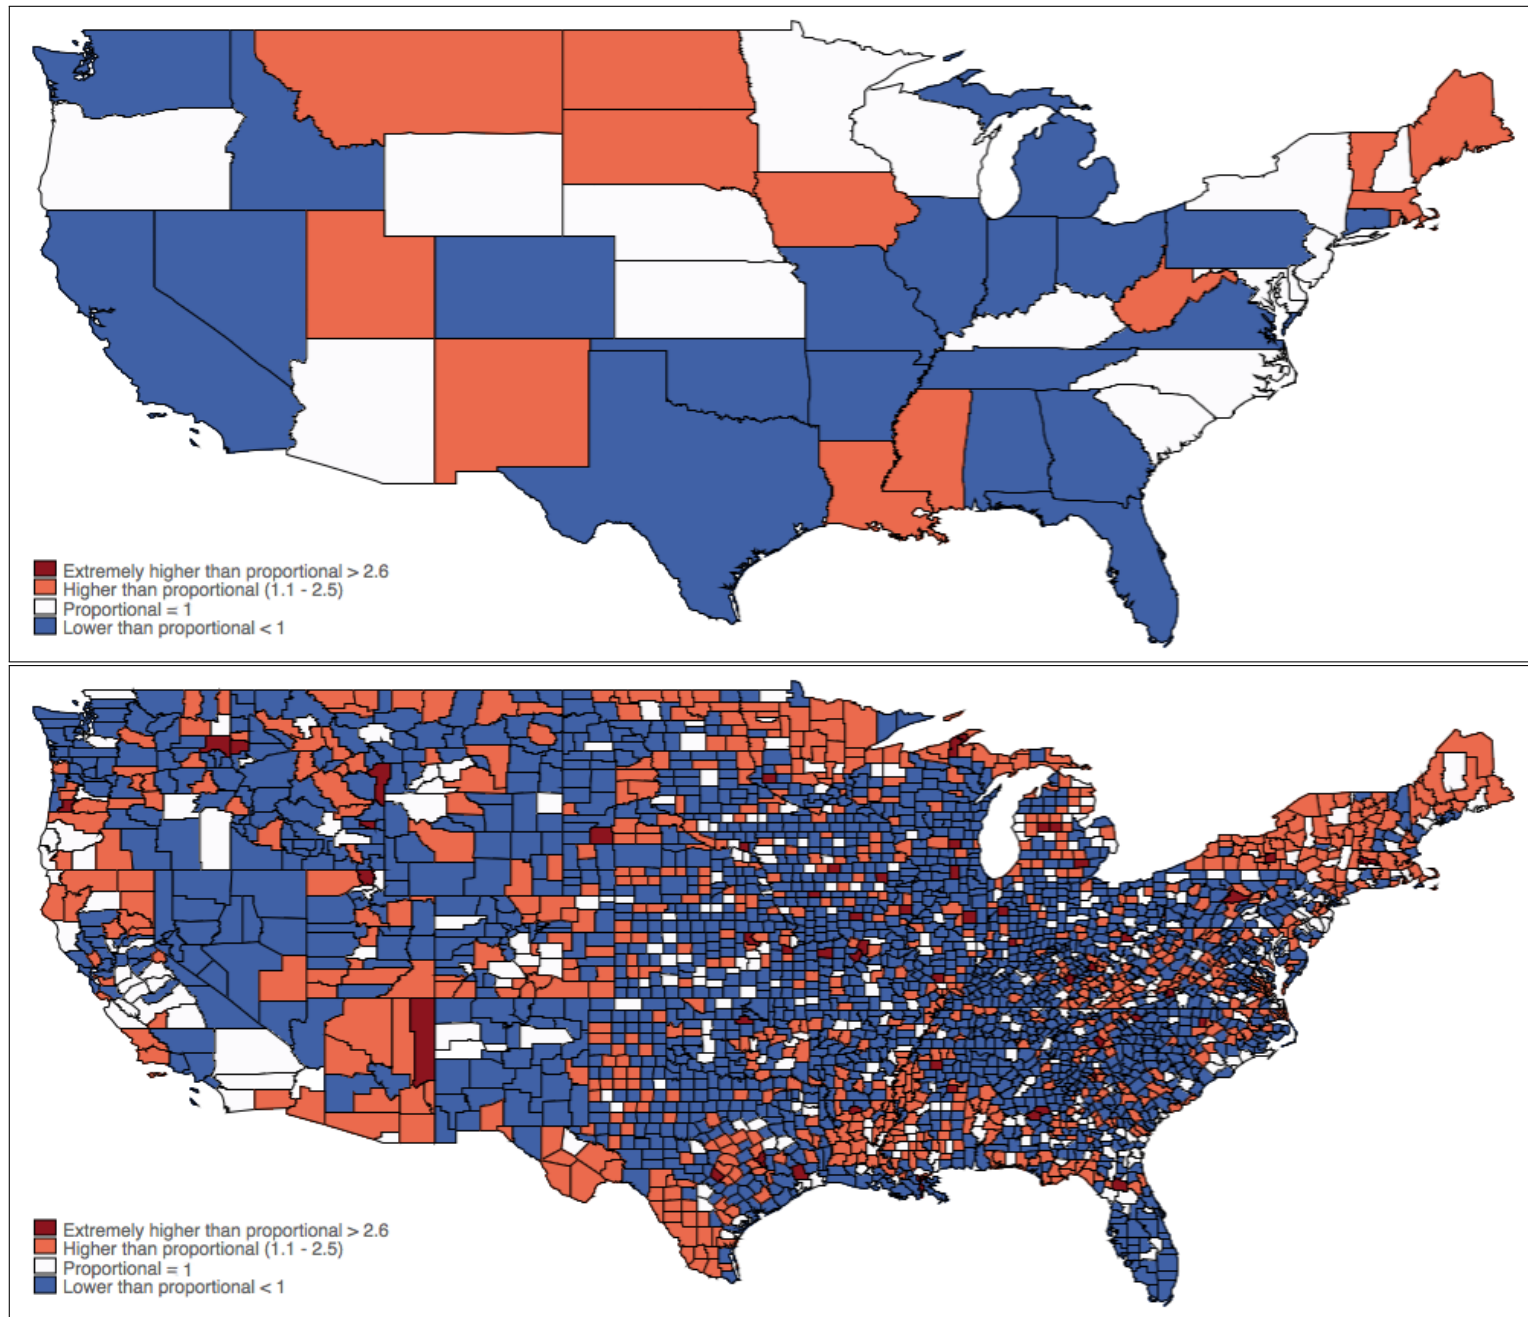 Extremely higher than proportional > 2.6
Higher than proportional (1.1 - 2.5)
Proportional = 1
Lower than proportional < 1
Extremely higher than proportional > 2.6
Higher than proportional (1.1 - 2.5)
Proportional = 1
Lower than proportional < 1